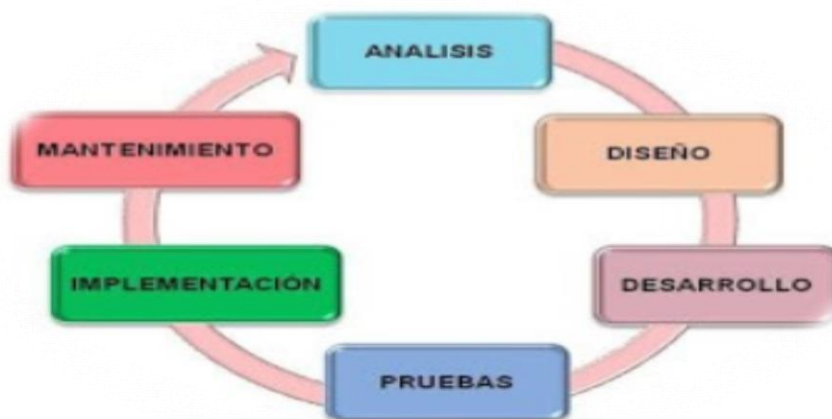 ANALISIS
DISEÑO
DESARROLLO
PRUEBAS
IMPLEMENTACIÓN
MANTENIMIENTO